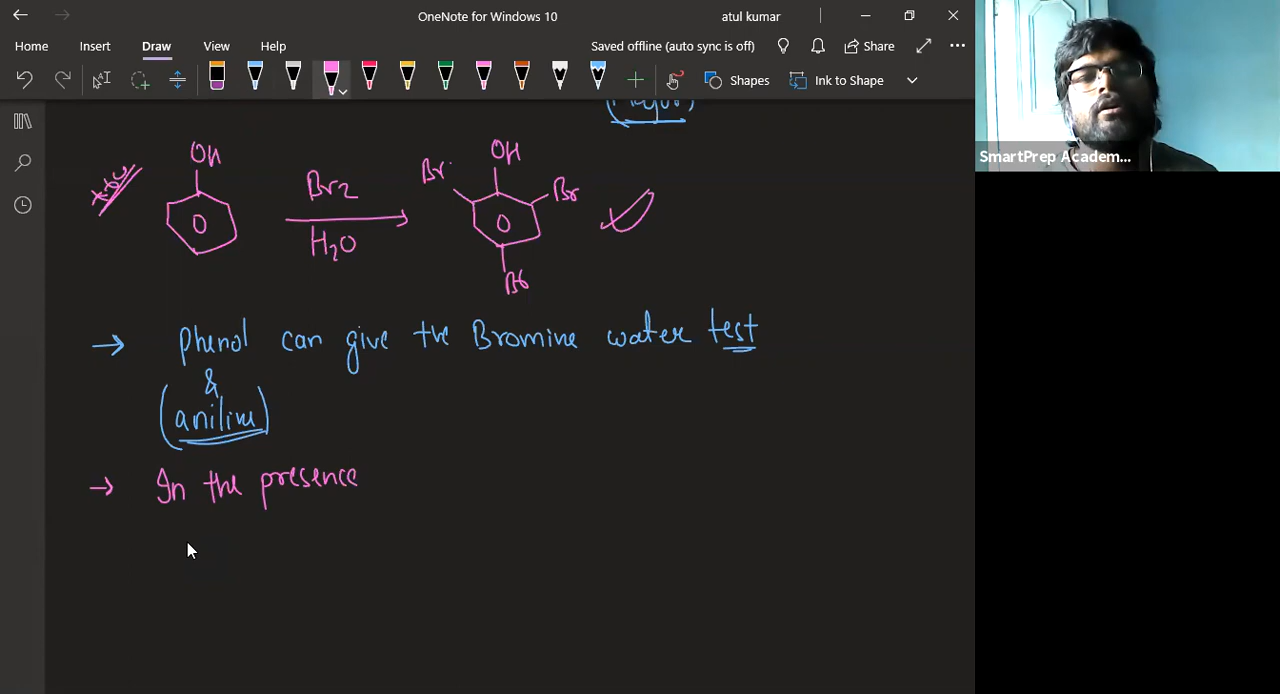 OneNote for Windows 10
atul kumar
Home Insert Draw View Help
Saved offline (auto sync is off)
Share
Shapes
Ink to Shape
SmartPrep Academ...
OH
Br2
H2O
OH
Br
Br
Br
→ phenol can give the Bromine water test
&
(aniline)
→ In the presence